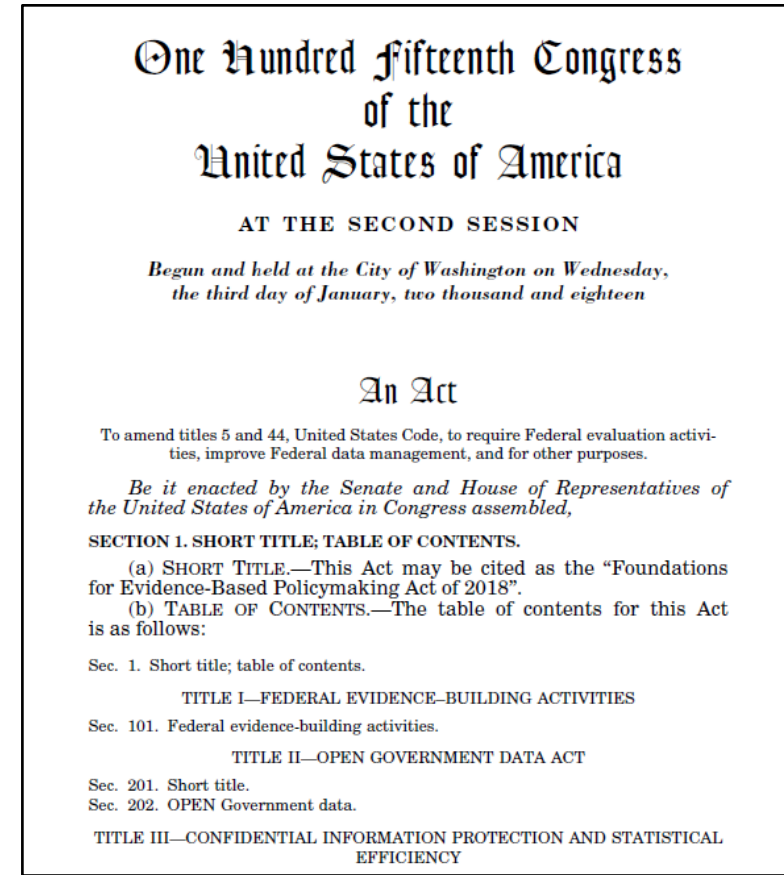 One Hundred Fifteenth Congress
of the
United States of America
AT THE SECOND SESSION
Begun and held at the City of Washington on Wednesday,
the third day of January, two thousand and eighteen
An Act
To amend titles 5 and 44, United States Code, to require Federal evaluation activi-
ties, improve Federal data management, and for other purposes.
Be it enacted by the Senate and House of Representatives of
the United States of America in Congress assembled,
SECTION 1. SHORT TITLE; TABLE OF CONTENTS.
(a) SHORT TITLE.—This Act may be cited as the “Foundations
for Evidence-Based Policymaking Act of 2018”.
(b) TABLE OF CONTENTS.—The table of contents for this Act
is as follows:
Sec. 1. Short title; table of contents.
TITLE I—FEDERAL EVIDENCE–BUILDING ACTIVITIES
Sec. 101. Federal evidence-building activities.
TITLE II—OPEN GOVERNMENT DATA ACT
Sec. 201. Short title.
Sec. 202. OPEN Government data.
TITLE III—CONFIDENTIAL INFORMATION PROTECTION AND STATISTICAL
EFFICIENCY